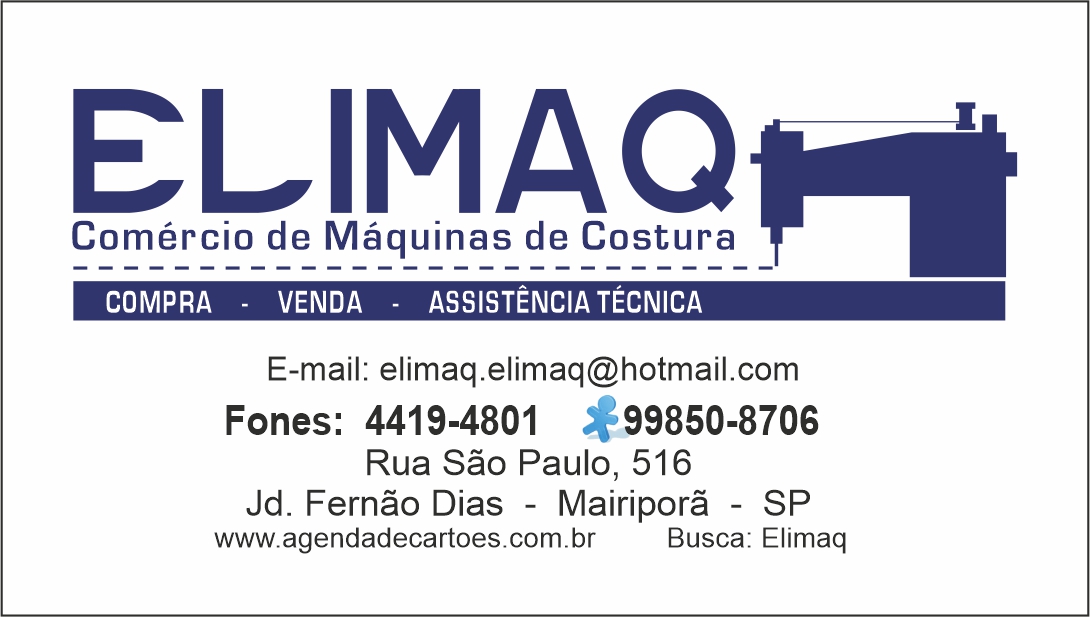 ELIMAQ
Comércio de Máquinas de Costura
COMPRA - VENDA - ASSISTÊNCIA TÉCNICA
E-mail: elimaq.elimaq@hotmail.com
Fones: 4419-4801 99850-8706
Rua São Paulo, 516
Jd. Fernão Dias - Mairiporã - SP
www.agendadecartoes.com.br Busca: Elimaq